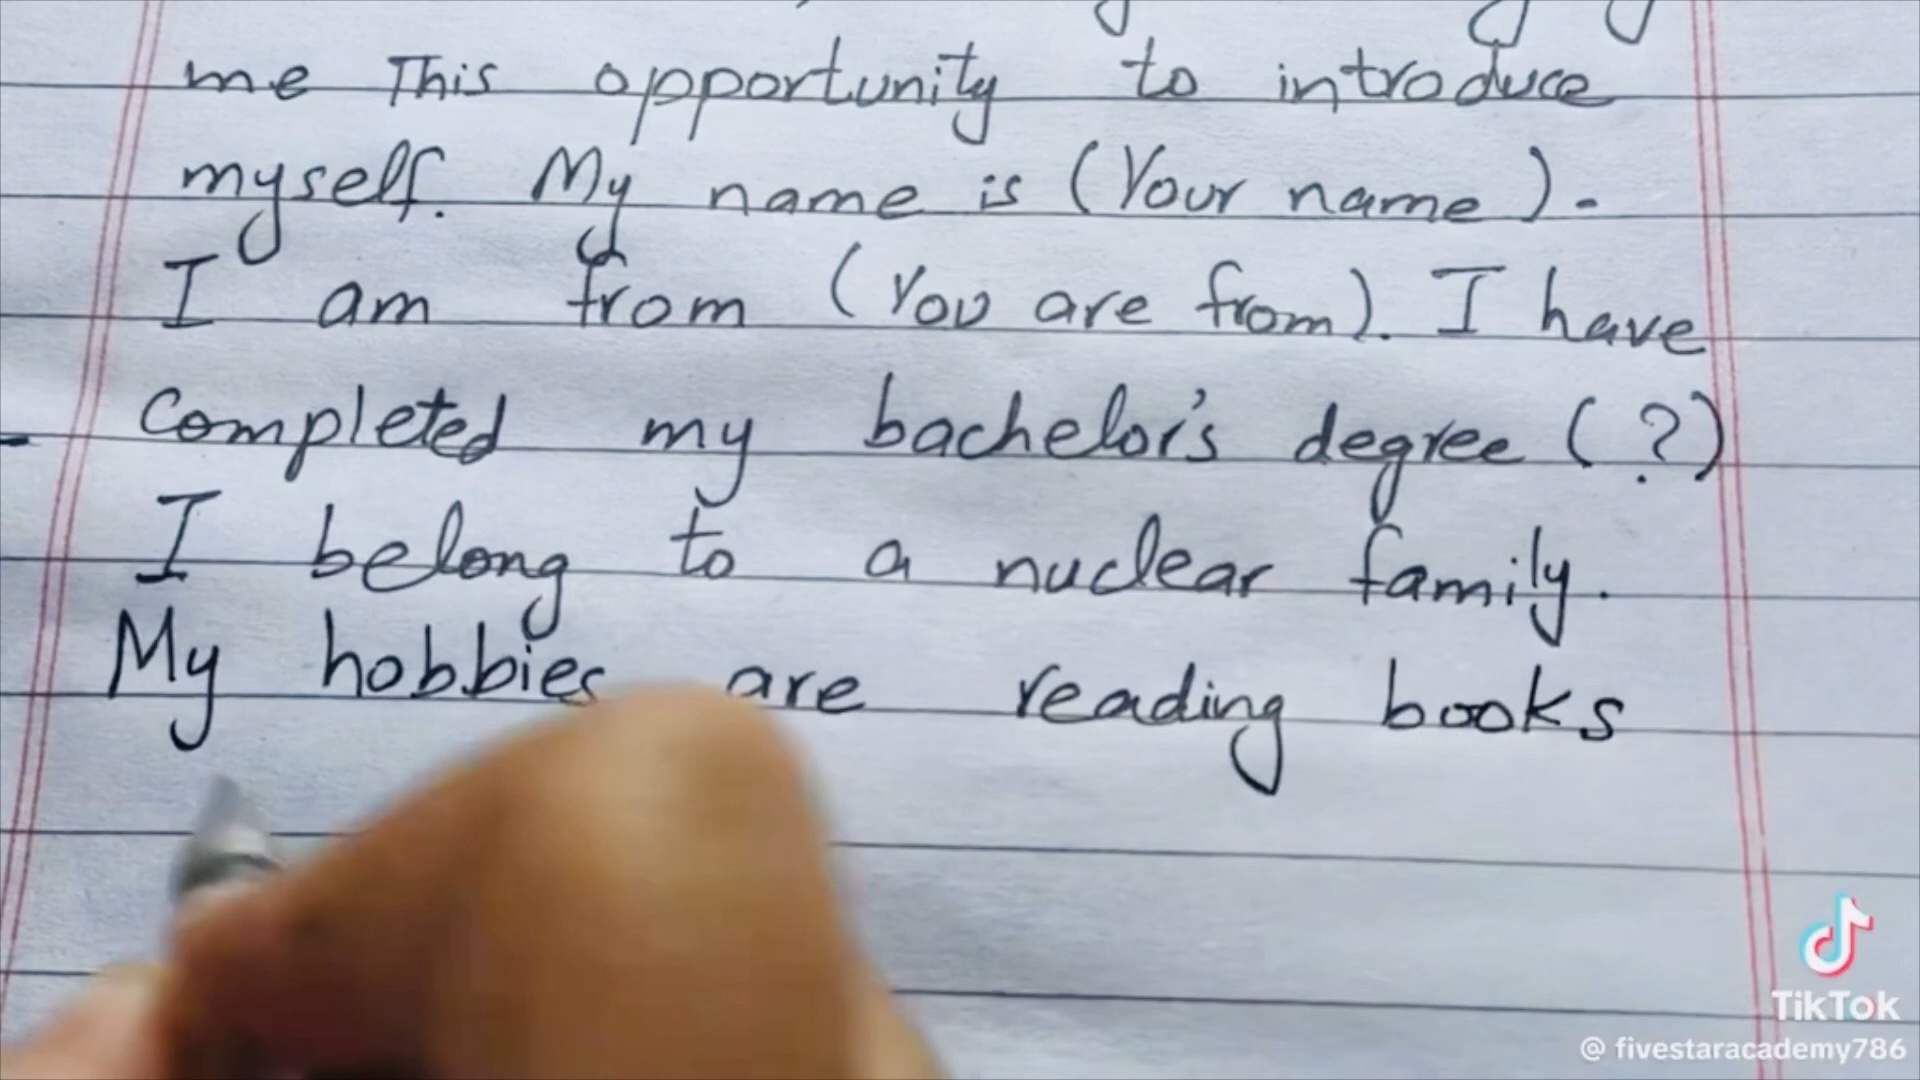 me This opportunity to introduce
myself. My name is (Your name).
I am from (You are from). I have
Completed my bachelor's degree (?)
I belong to a nuclear family.
My hobbies are reading books
TikTok
@ fivestaracademy786